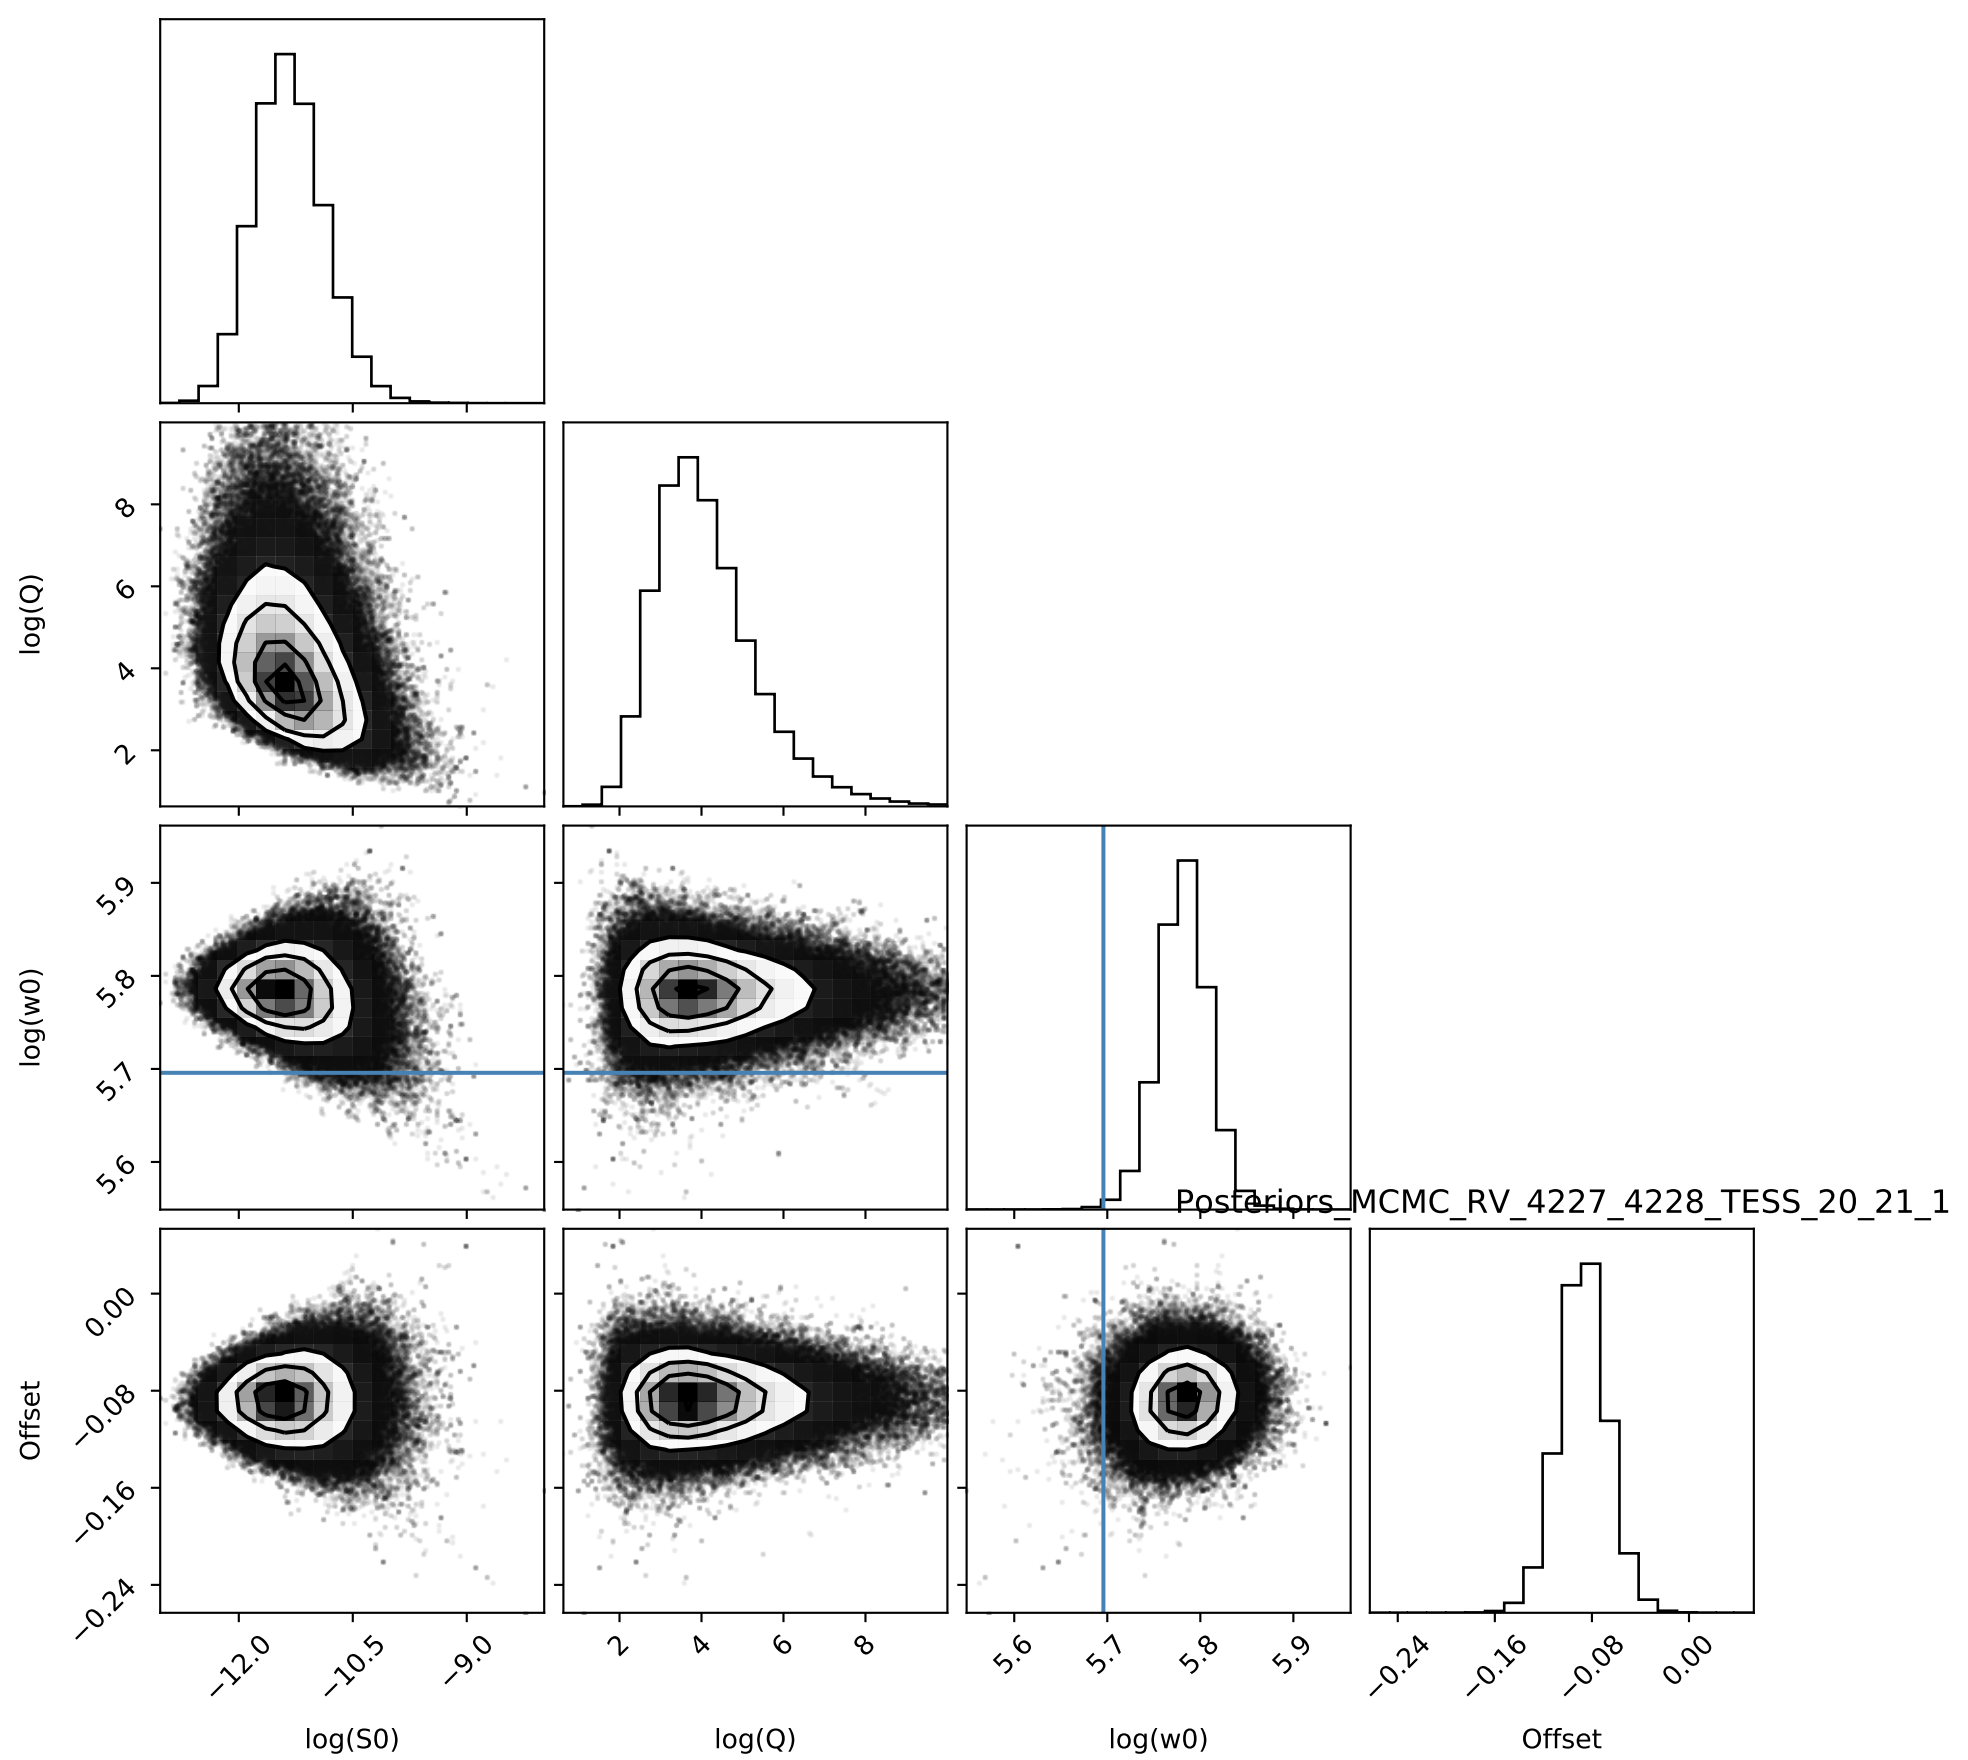 log(Q)
8
6
4
2
log(w0)
5.9
5.8
5.7
5.6
Posteriors_MCMC_RV_4227_4228_TESS_20_21_1
Offset
0.00
−0.08
−0.16
−0.24
−12.0 −10.5 −9.0
2 4 6 8
5.6 5.7 5.8 5.9
−0.24 −0.16 −0.08 0.00
log(S0) log(Q) log(w0) Offset